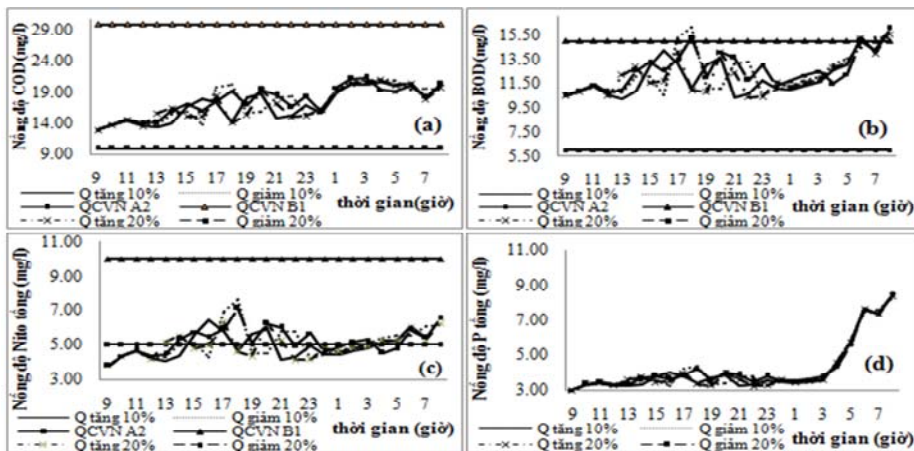 Nồng độ COD(mg/l)
29.00
24.00
19.00
14.00
9.00
(a)
9 11 13 15 17 19 21 23 1 3 5 7
Q tăng 10% Q giảm 10%
QCVN A2 QCVN B1 thời gian(giờ)
Q tăng 20% Q giảm 20%
Nồng độ BOD(mg/l)
15.50
13.50
11.50
9.50
7.50
5.50
(b)
9 11 13 15 17 19 21 23 1 3 5 7
Q tăng 10% Q giảm 10%
QCVN A2 QCVN B1 thời gian (giờ)
Q tăng 20% Q giảm 20%
Nồng độ Nito tổng (mg/l)
11.00
9.00
7.00
5.00
3.00
(c)
9 11 13 15 17 19 21 23 1 3 5 7
Q tăng 10% Q giảm 10%
QCVN A2 QCVN B1 thời gian (giờ)
Q tăng 20% Q giảm 20%
Nồng độ P tổng (mg/l)
11.00
9.00
7.00
5.00
3.00
(d)
9 11 13 15 17 19 21 23 1 3 5 7
Q tăng 10% Q giảm 10% thời gian (giờ)
Q tăng 20% Q giảm 20%